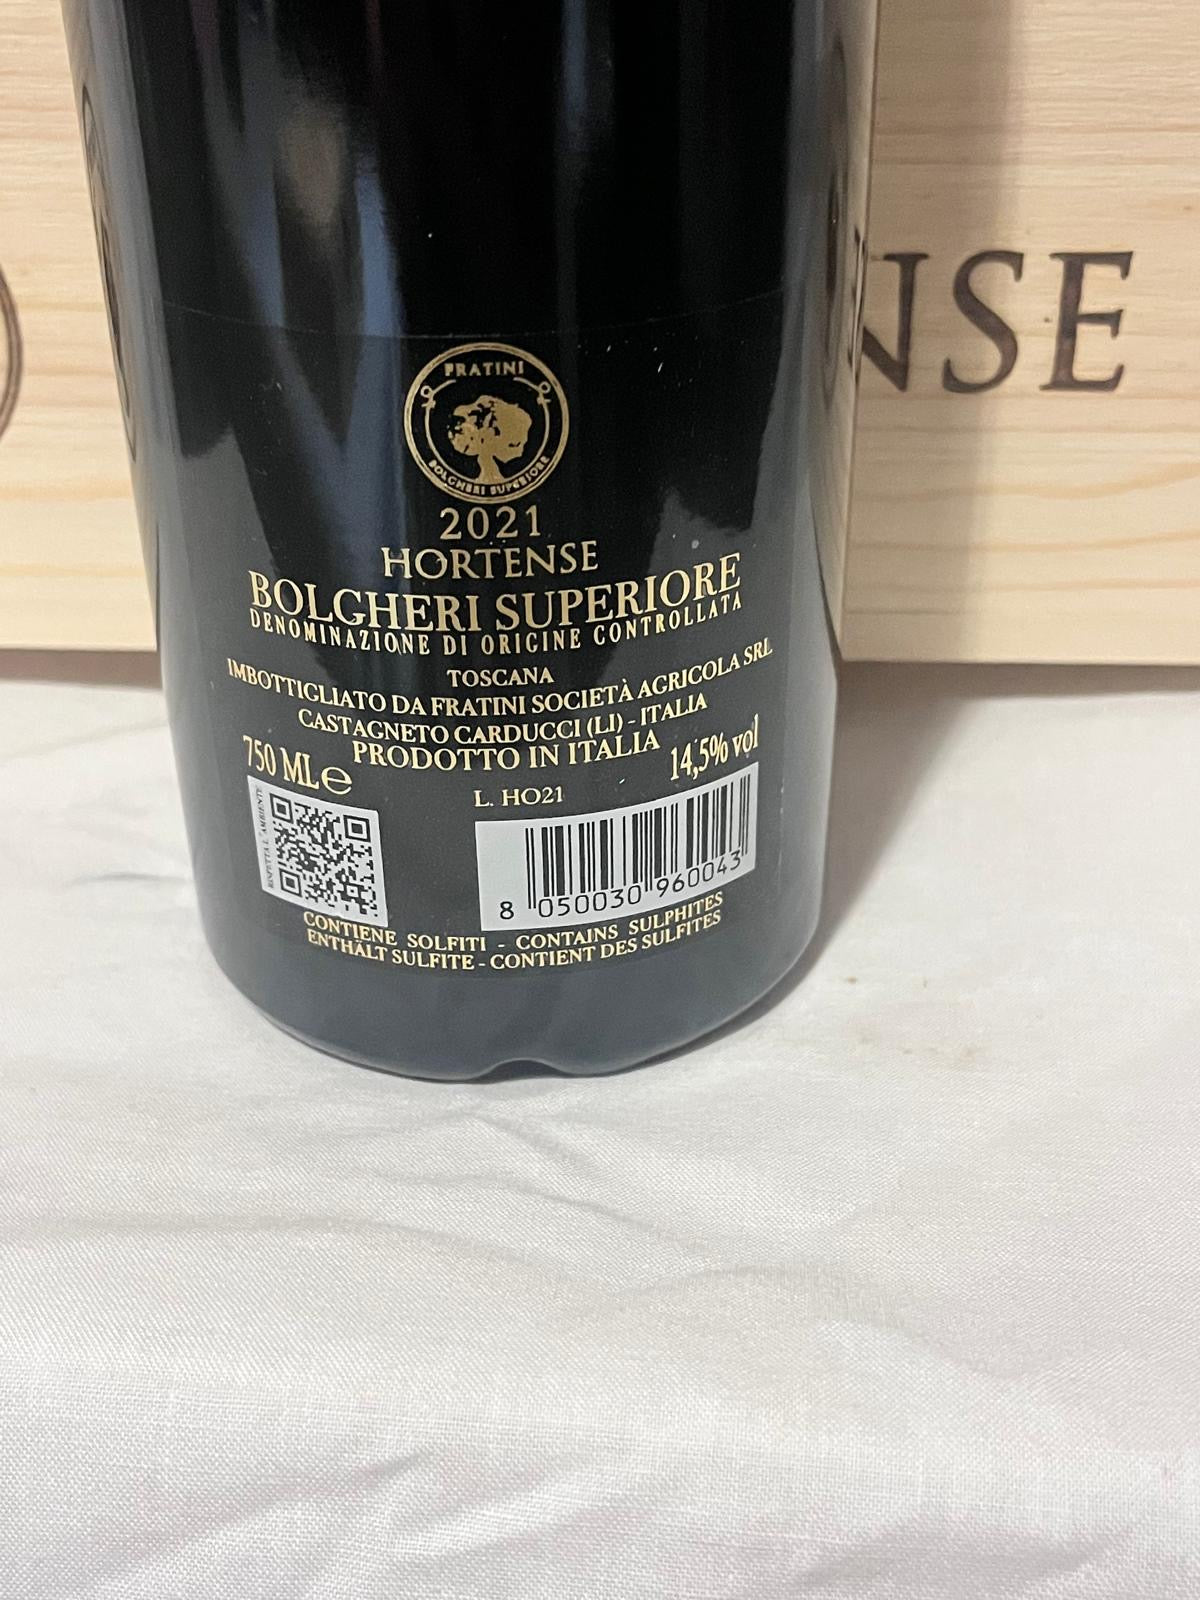 NSE
FRATINI
BOLGHERI SUPERIORE
2021
HORTENSE
BOLGHERI SUPERIORE
DENOMINAZIONE DI ORIGINE CONTROLLATA
TOSCANA
IMBOTTIGLIATO DA FRATINI SOCIETÀ AGRICOLA SRL
CASTAGNETO CARDUCCI (LI) - ITALIA
PRODOTTO IN ITALIA
750 ML ℮
14,5% vol
L. HO21
RISPETTA L'AMBIENTE
8 050030 960043
CONTIENE SOLFITI - CONTAINS SULPHITES
ENTHÄLT SULFITE - CONTIENT DES SULFITES